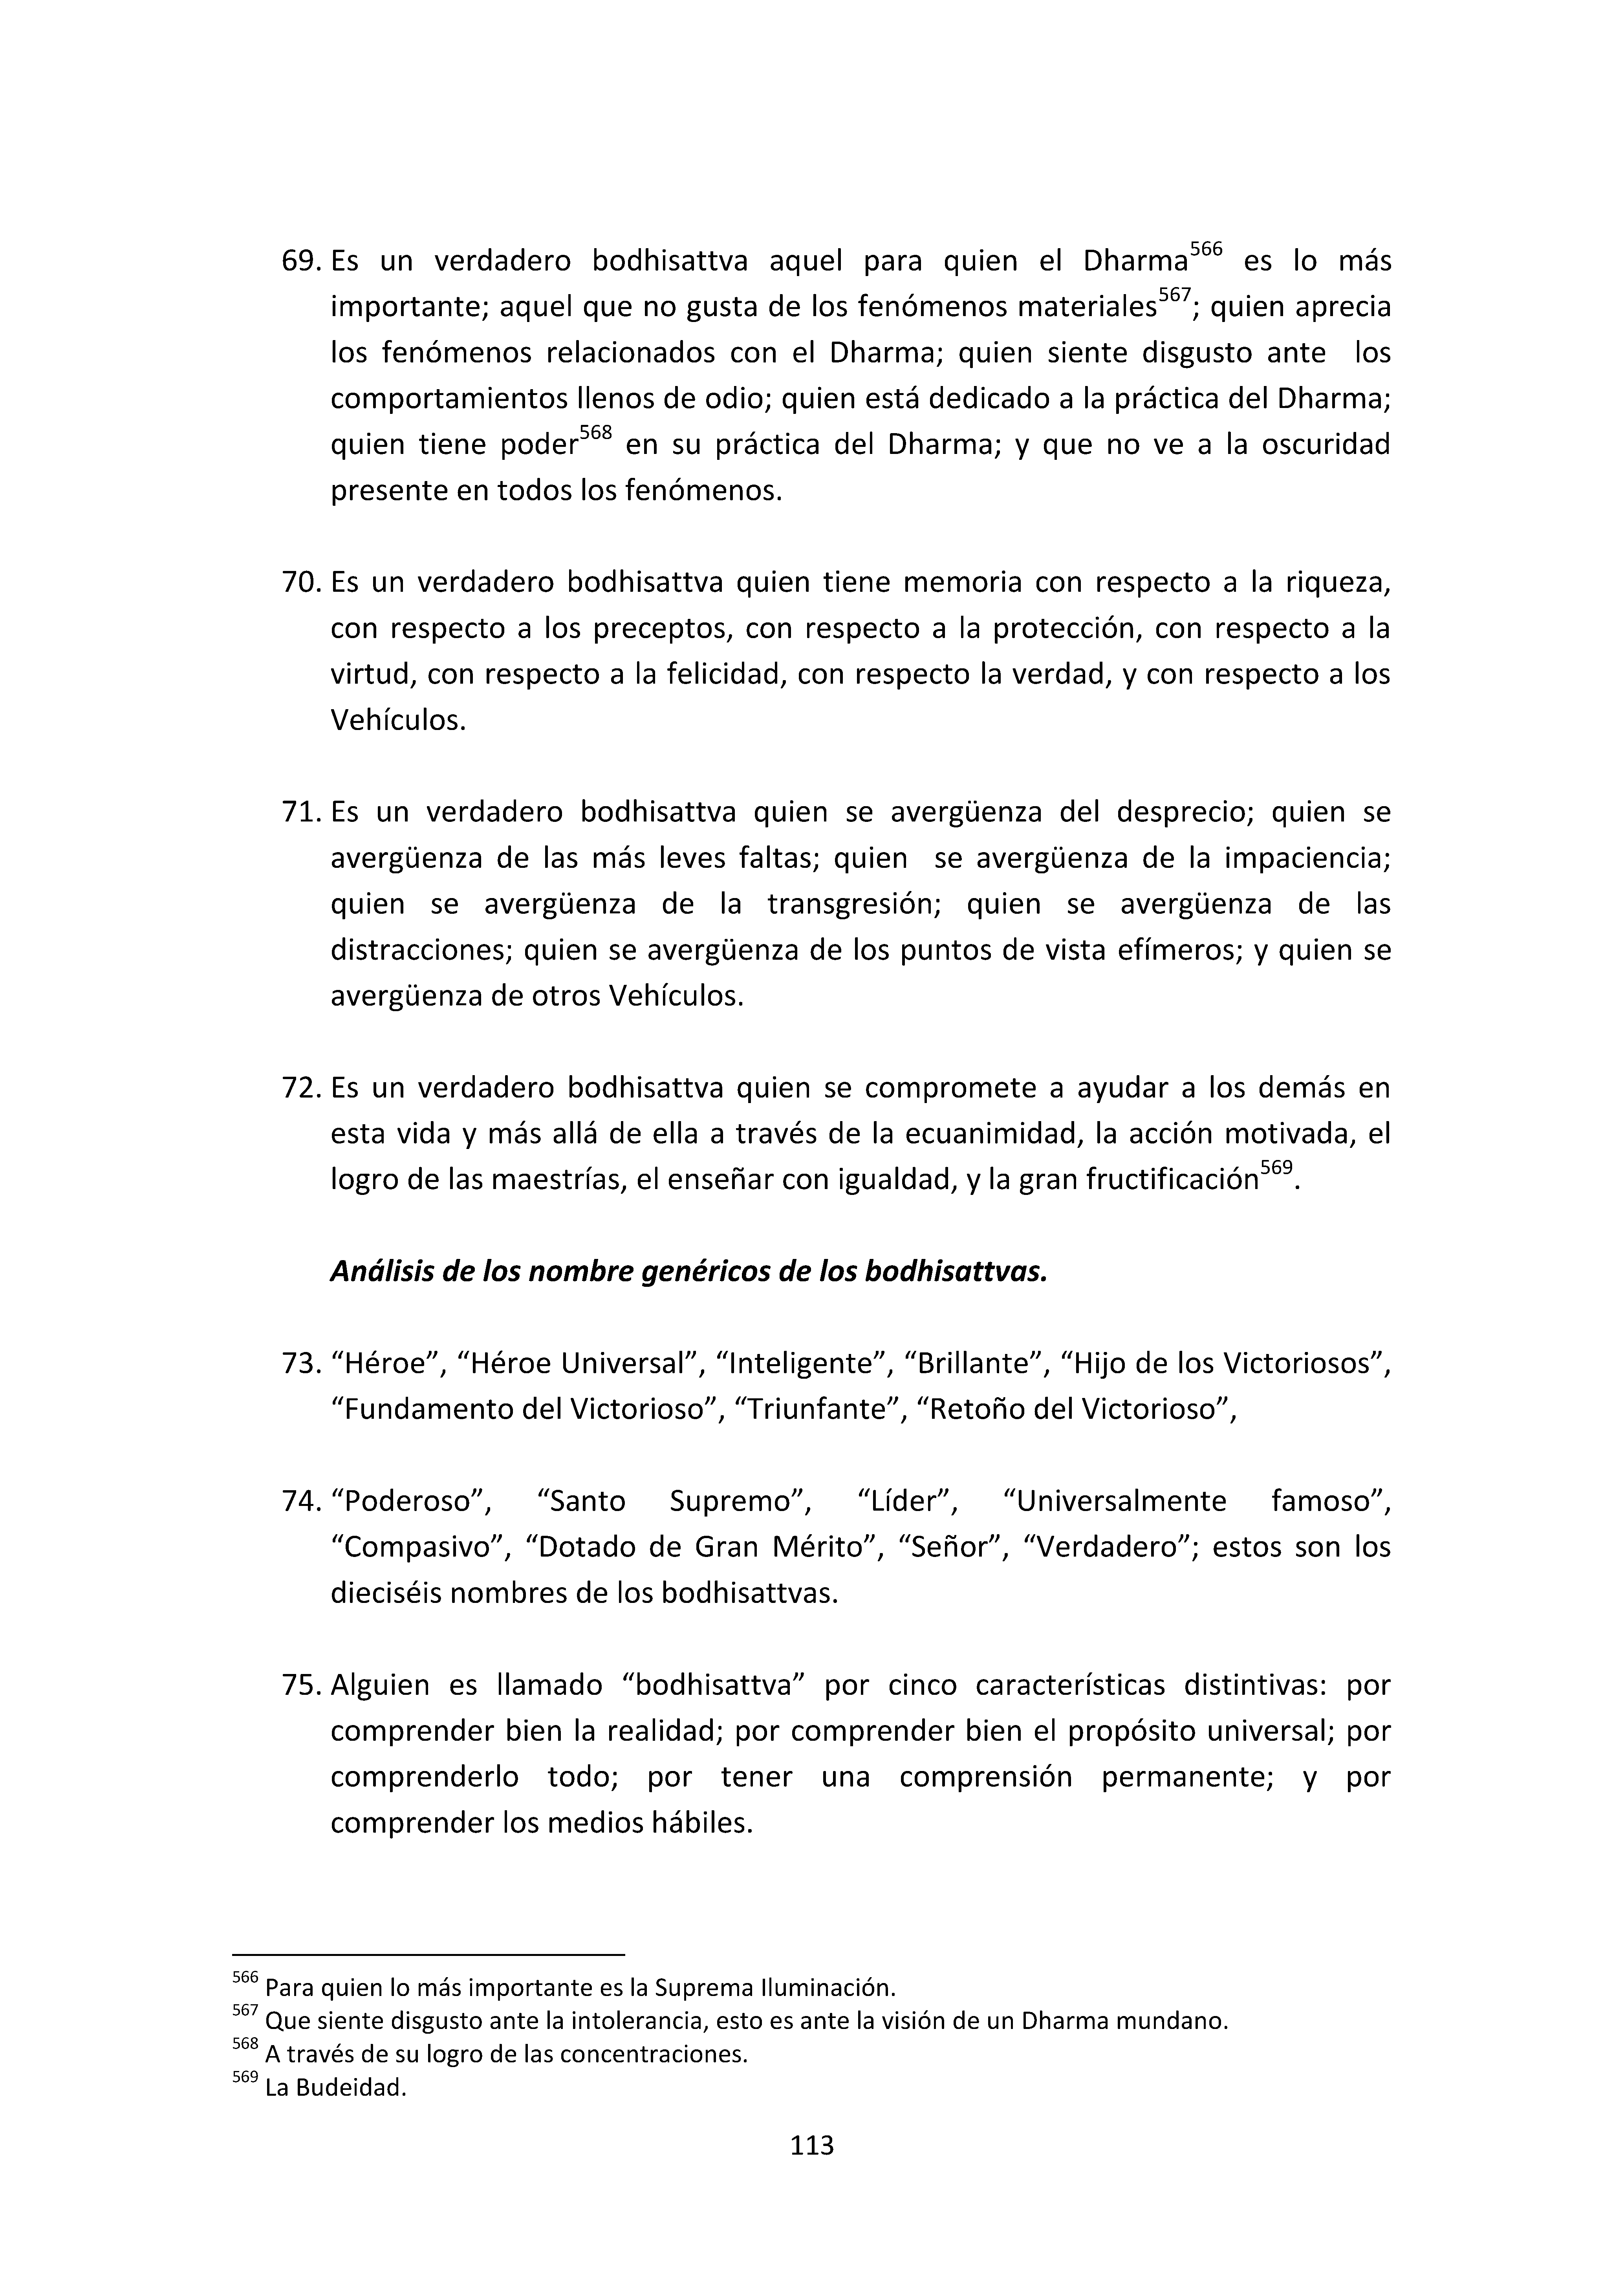 69. Es un verdadero bodhisattva aquel para quien el Dharma566 es lo más
importante; aquel que no gusta de los fenómenos materiales567; quien aprecia
los fenómenos relacionados con el Dharma; quien siente disgusto ante los
comportamientos llenos de odio; quien está dedicado a la práctica del Dharma;
quien tiene poder568 en su práctica del Dharma; y que no ve a la oscuridad
presente en todos los fenómenos.
70. Es un verdadero bodhisattva quien tiene memoria con respecto a la riqueza,
con respecto a los preceptos, con respecto a la protección, con respecto a la
virtud, con respecto a la felicidad, con respecto la verdad, y con respecto a los
Vehículos.
71. Es un verdadero bodhisattva quien se avergüenza del desprecio; quien se
avergüenza de las más leves faltas; quien se avergüenza de la impaciencia;
quien se avergüenza de la transgresión; quien se avergüenza de las
distracciones; quien se avergüenza de los puntos de vista efímeros; y quien se
avergüenza de otros Vehículos.
72. Es un verdadero bodhisattva quien se compromete a ayudar a los demás en
esta vida y más allá de ella a través de la ecuanimidad, la acción motivada, el
logro de las maestrías, el enseñar con igualdad, y la gran fructificación569.
Análisis de los nombre genéricos de los bodhisattvas.
73. “Héroe”, “Héroe Universal”, “Inteligente”, “Brillante”, “Hijo de los Victoriosos”,
“Fundamento del Victorioso”, “Triunfante”, “Retoño del Victorioso”,
74. “Poderoso”, “Santo Supremo”, “Líder”, “Universalmente famoso”,
“Compasivo”, “Dotado de Gran Mérito”, “Señor”, “Verdadero”; estos son los
dieciséis nombres de los bodhisattvas.
75. Alguien es llamado “bodhisattva” por cinco características distintivas: por
comprender bien la realidad; por comprender bien el propósito universal; por
comprenderlo todo; por tener una comprensión permanente; y por
comprender los medios hábiles.
566 Para quien lo más importante es la Suprema Iluminación.
567 Que siente disgusto ante la intolerancia, esto es ante la visión de un Dharma mundano.
568 A través de su logro de las concentraciones.
569 La Budeidad.
113